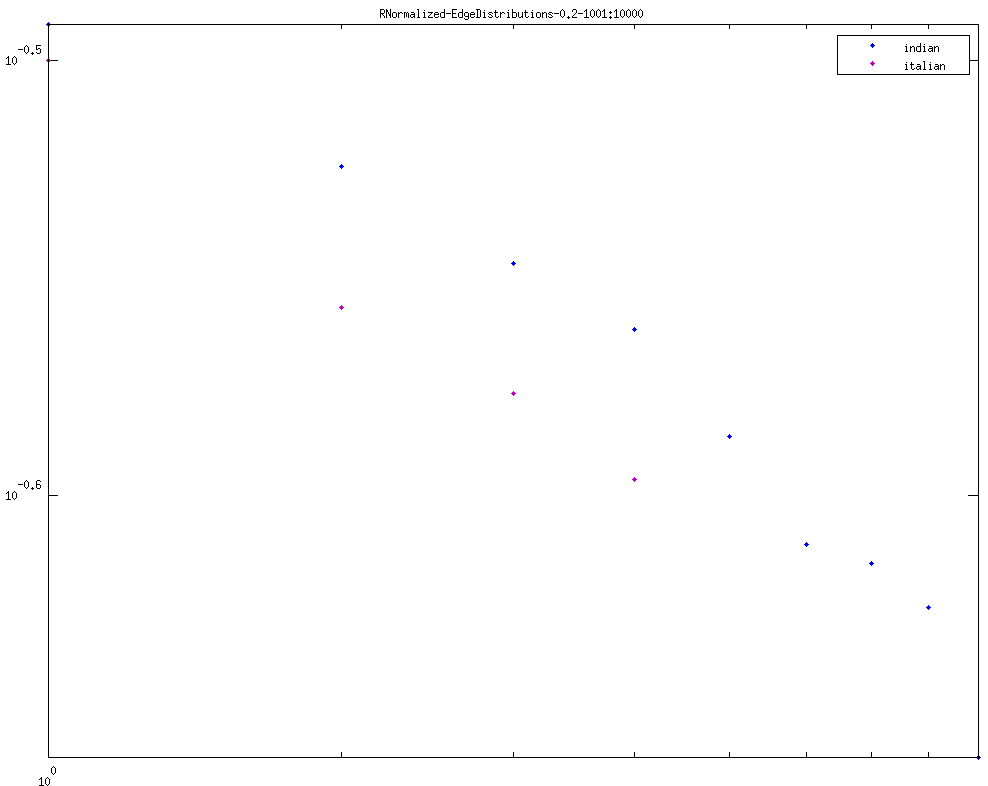 RNormalized-EdgeDistributions-0.2-1001:10000
indian
italian
10^-0.5
10^-0.6
10^0